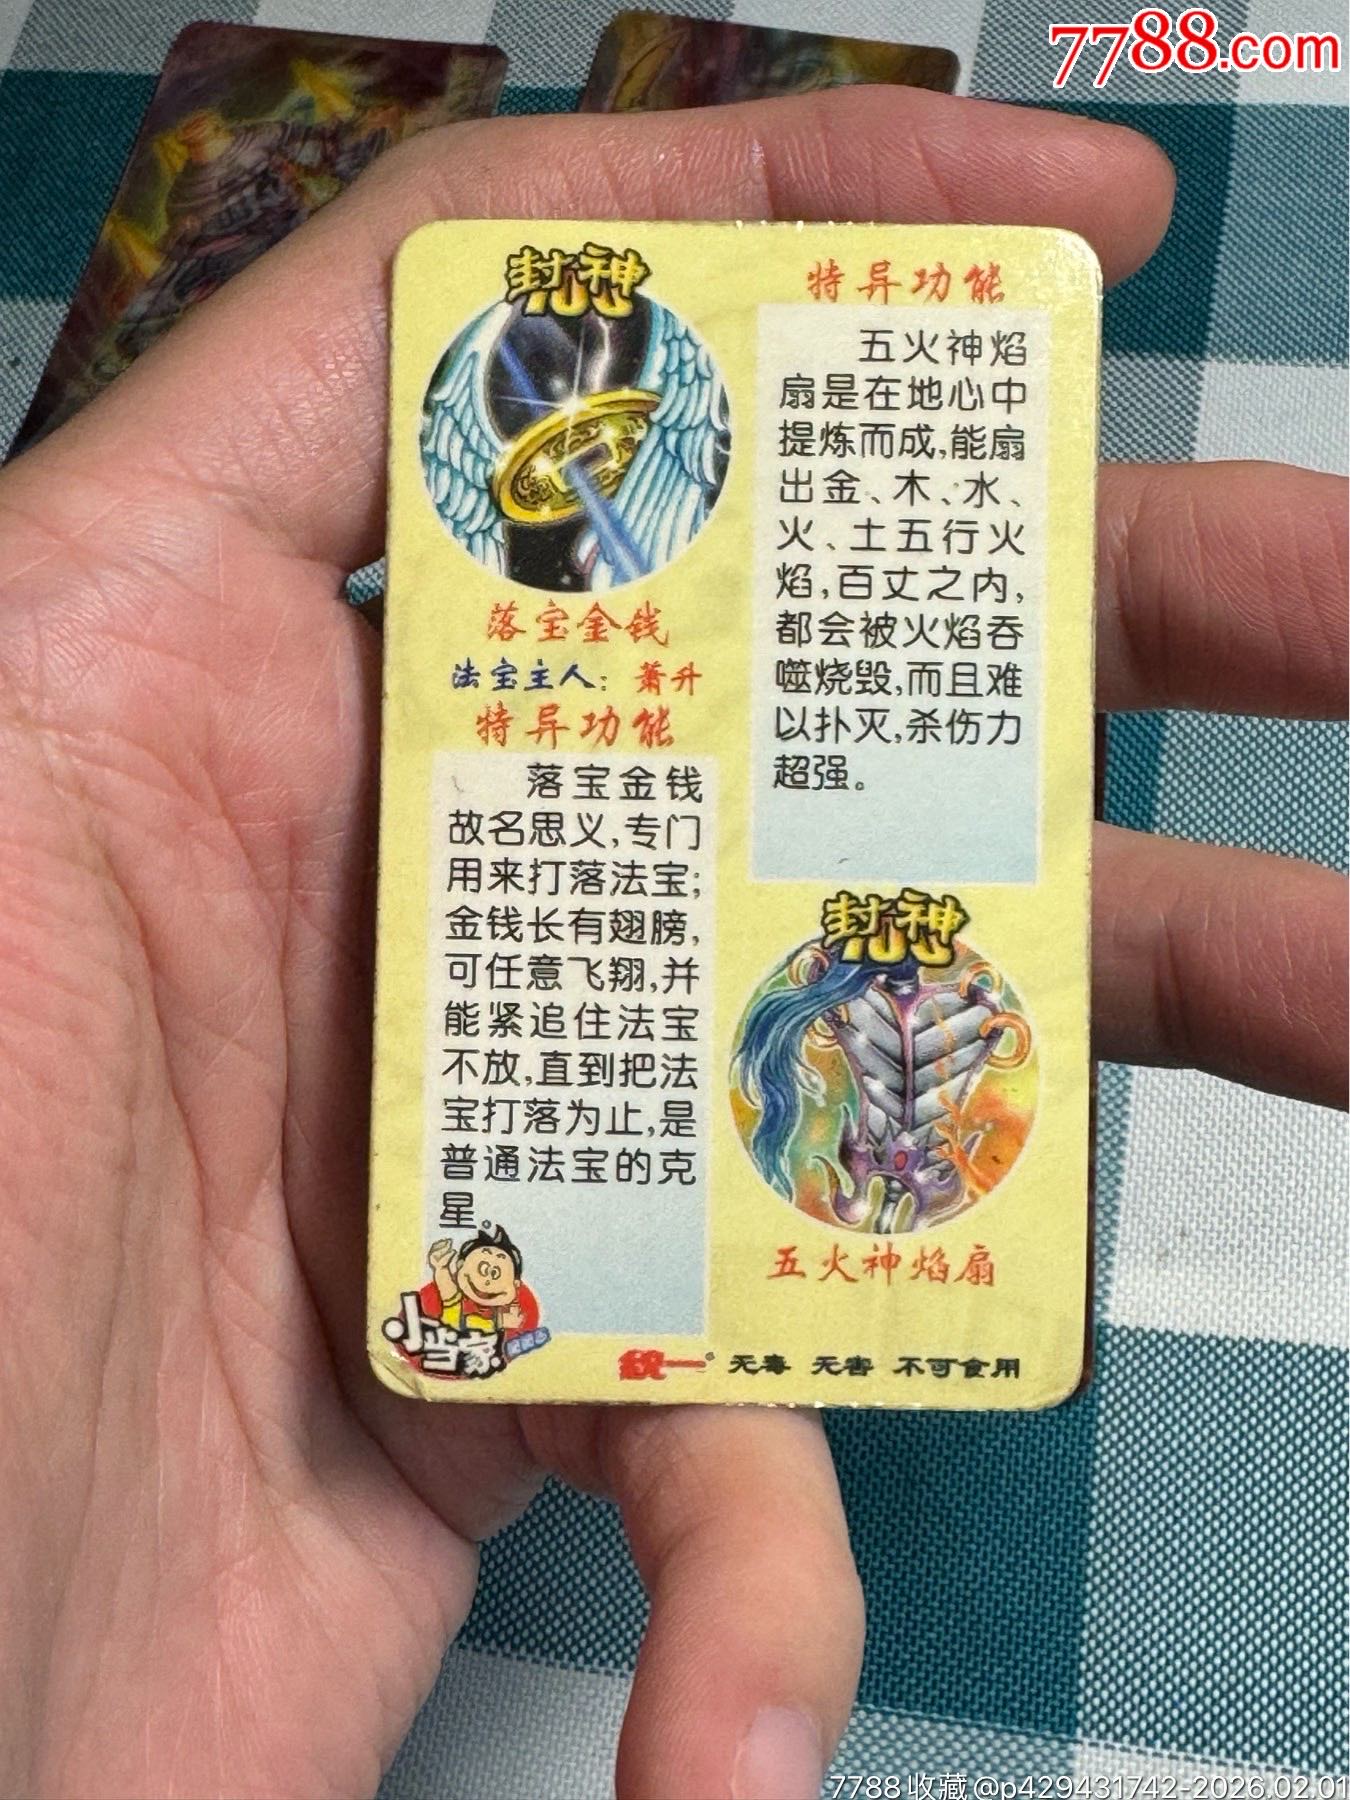 7788.com
封神
100
落宝金钱
法宝主人：萧升
特异功能
落宝金钱
故名思义，专门
用来打落法宝；
金钱长有翅膀，
可任意飞翔，并
能紧追住法宝
不放，直到把法
宝打落为止，是
普通法宝的克
星。
小当家
特异功能
五火神焰
扇是在地心中
提炼而成，能扇
出金、木、水、
火、土五行火
焰，百丈之内，
都会被火焰吞
噬烧毁，而且难
以扑灭，杀伤力
超强。
封神
100
五火神焰扇
统一 无毒 无害 不可食用
7788收藏@p429431742-2026.02.01